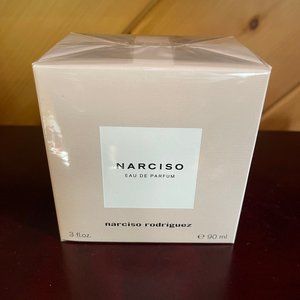 NARCISO
EAU DE PARFUM
narciso rodriguez
3 fl.oz.
℮ 90 ml